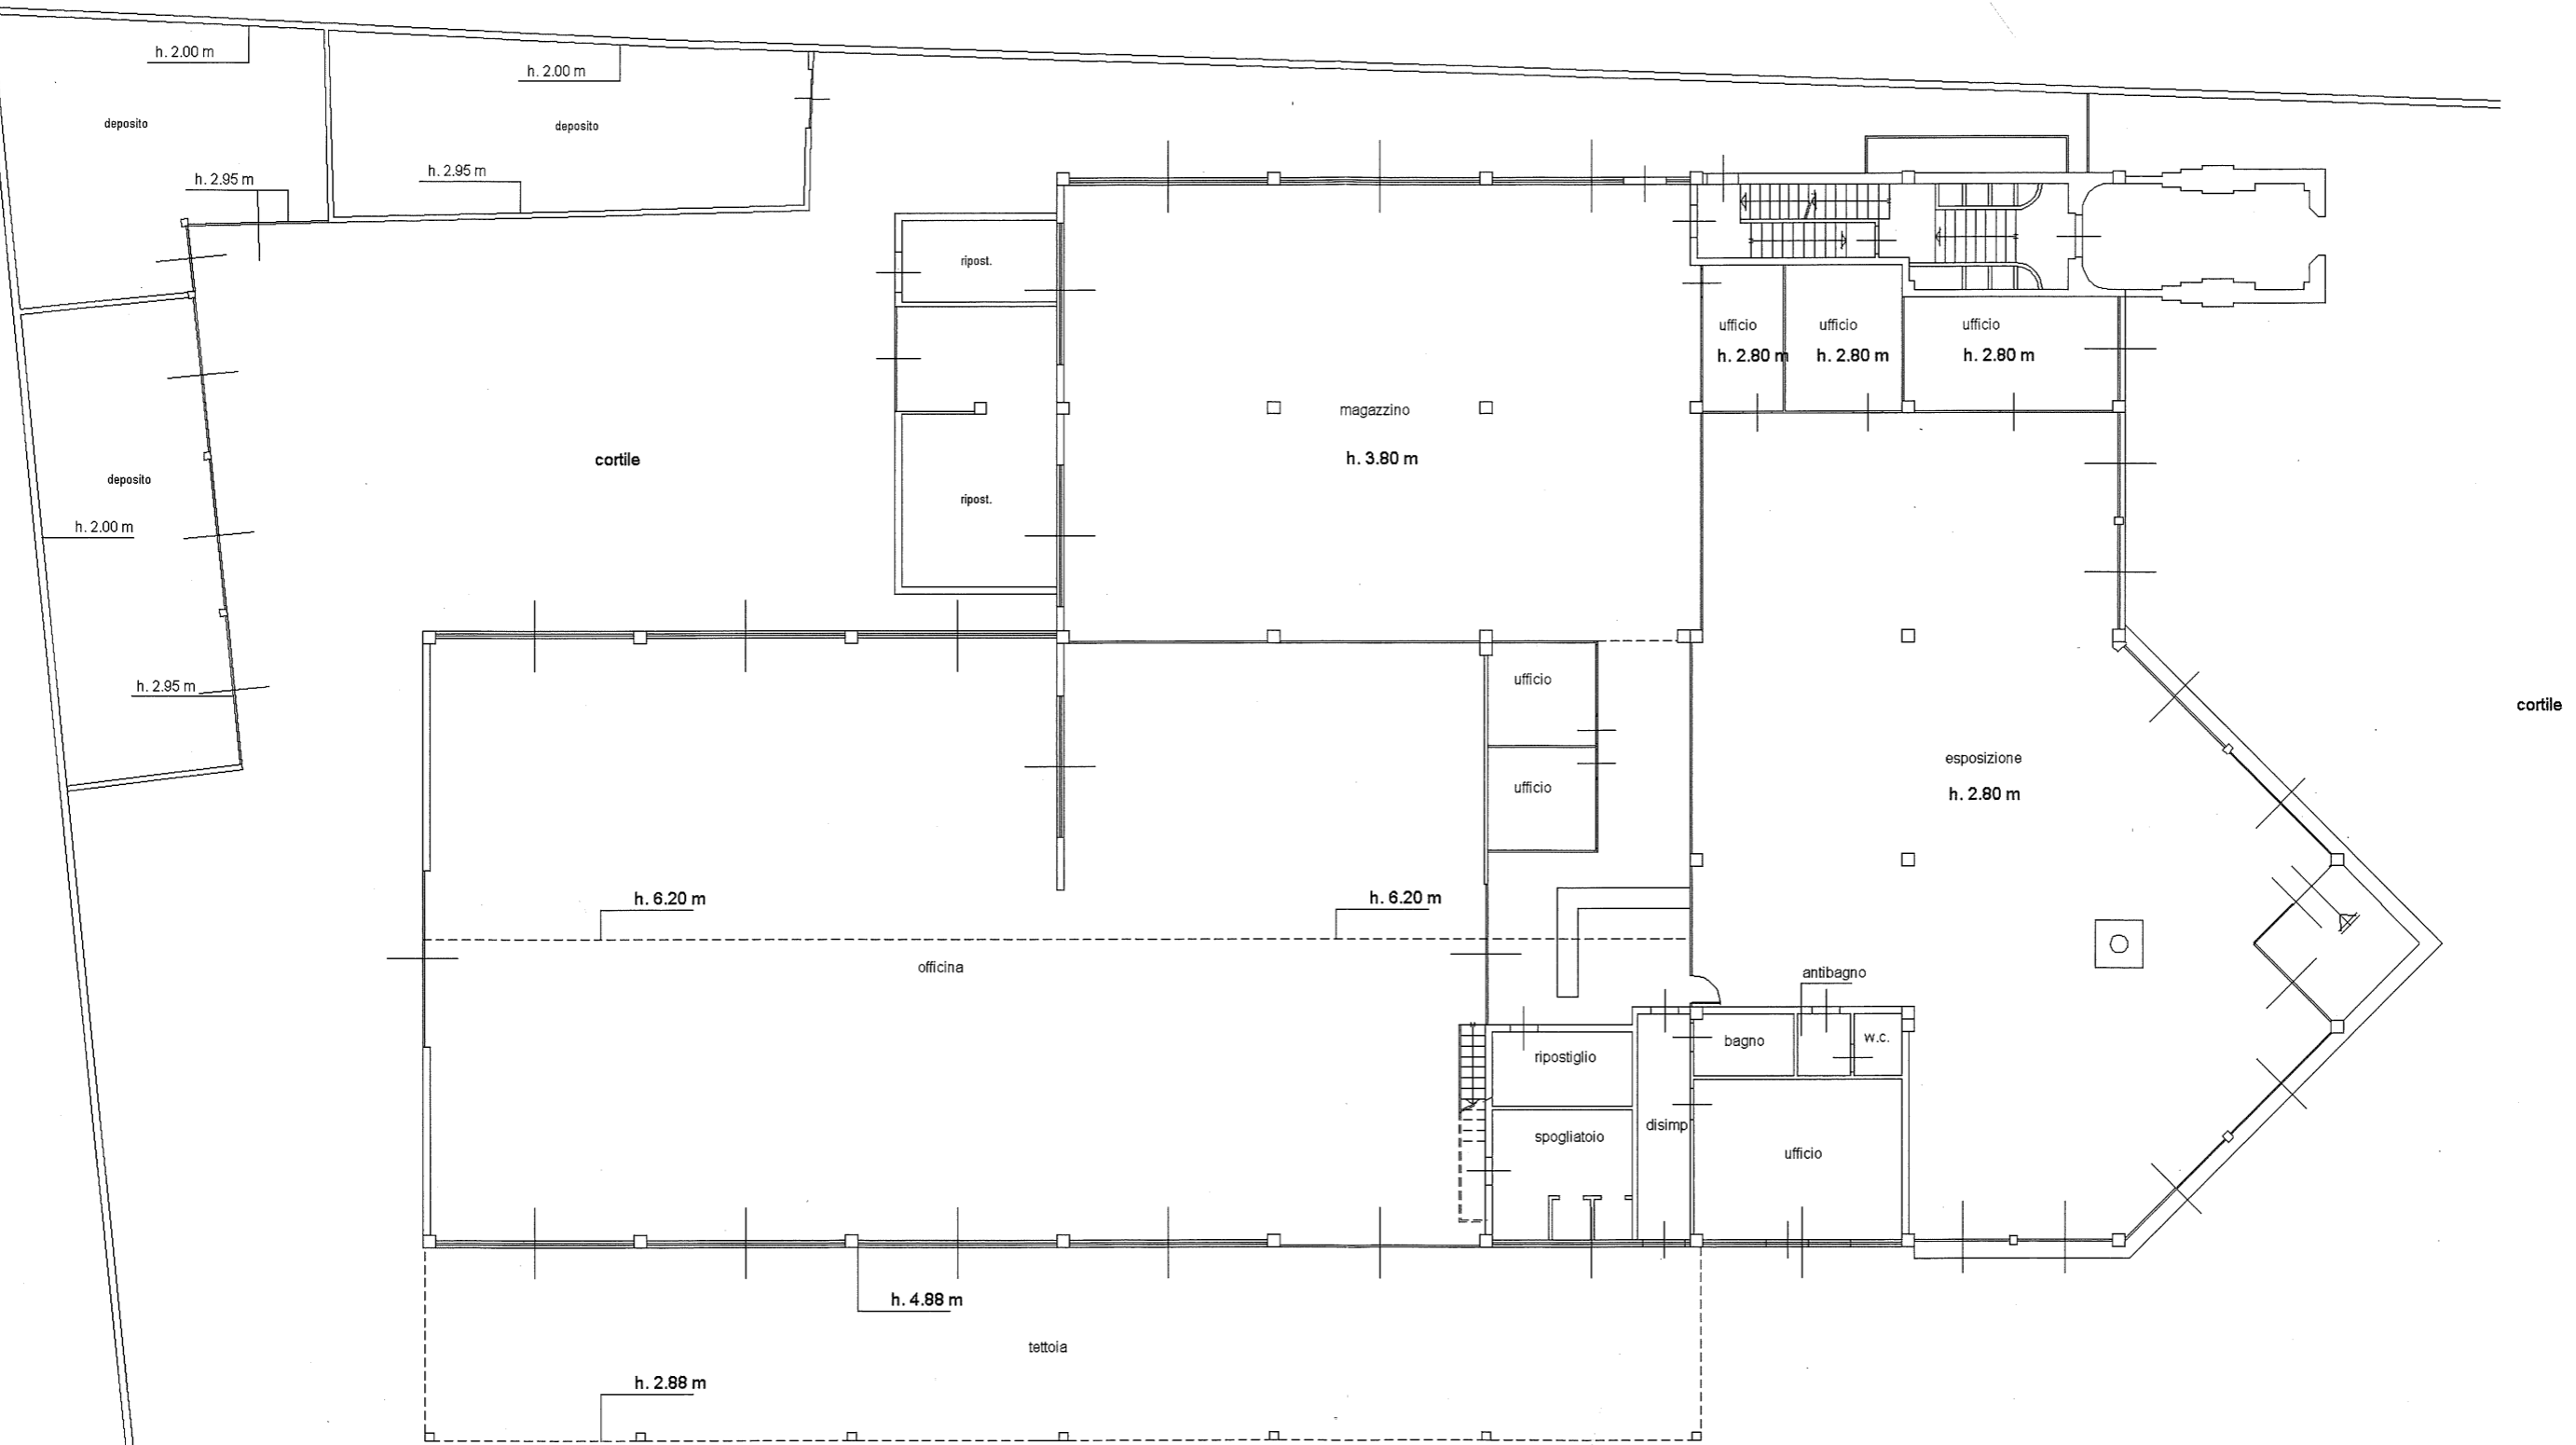 h. 2.00 m
h. 2.00 m
deposito
deposito
h. 2.95 m
h. 2.95 m
ripost.
ufficio
ufficio
ufficio
h. 2.80 m
h. 2.80 m
h. 2.80 m
magazzino
h. 3.80 m
cortile
deposito
ripost.
h. 2.00 m
ufficio
h. 2.95 m
cortile
esposizione
ufficio
h. 2.80 m
h. 6.20 m
h. 6.20 m
officina
antibagno
bagno
w.c.
ripostiglio
disimp
spogliatoio
ufficio
h. 4.88 m
tettoia
h. 2.88 m